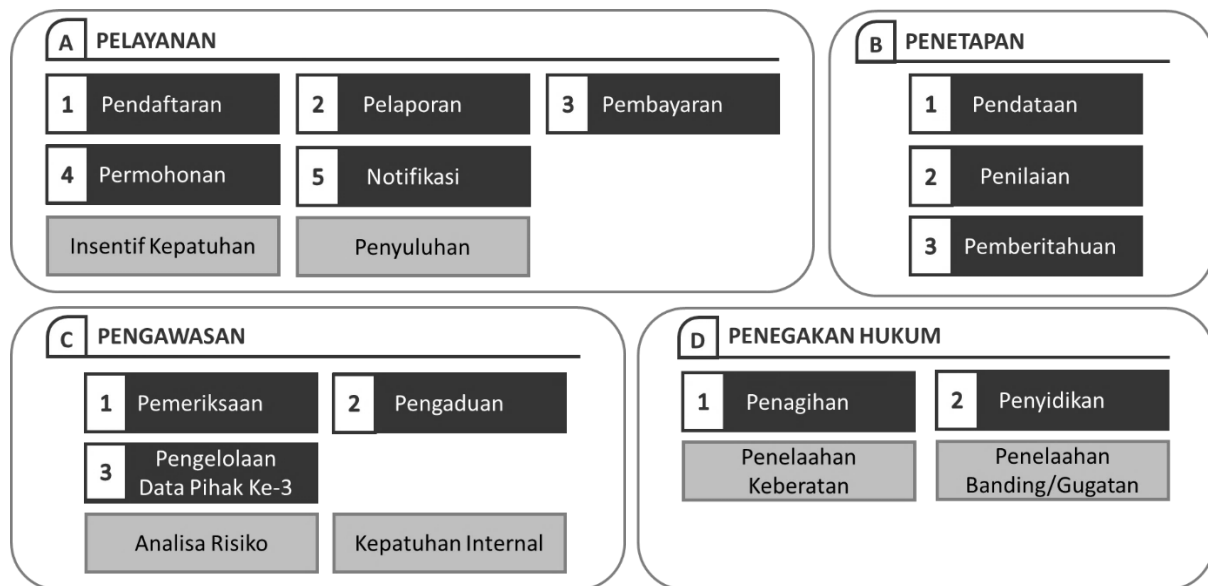 A PELAYANAN
1 Pendaftaran
2 Pelaporan
3 Pembayaran
4 Permohonan
5 Notifikasi
Insentif Kepatuhan
Penyuluhan
B PENETAPAN
1 Pendataan
2 Penilaian
3 Pemberitahuan
C PENGAWASAN
1 Pemeriksaan
2 Pengaduan
3 Pengelolaan
Data Pihak Ke-3
Analisa Risiko
Kepatuhan Internal
D PENEGAKAN HUKUM
1 Penagihan
2 Penyidikan
Penelaahan
Keberatan
Penelaahan
Banding/Gugatan